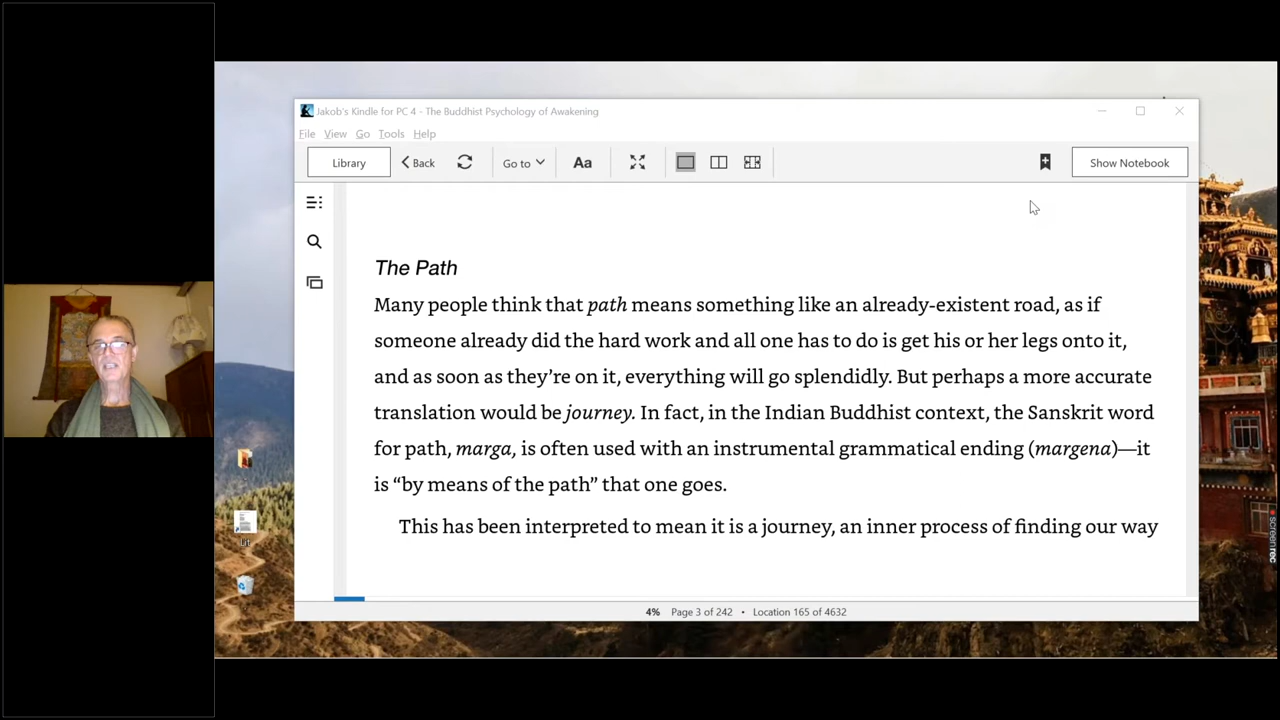 Jakob's Kindle for PC 4 - The Buddhist Psychology of Awakening
File View Go Tools Help
Library
Back
Go to
Aa
Show Notebook
The Path
Many people think that path means something like an already-existent road, as if
someone already did the hard work and all one has to do is get his or her legs onto it,
and as soon as they’re on it, everything will go splendidly. But perhaps a more accurate
translation would be journey. In fact, in the Indian Buddhist context, the Sanskrit word
for path, marga, is often used with an instrumental grammatical ending (margena)—it
is “by means of the path” that one goes.
This has been interpreted to mean it is a journey, an inner process of finding our way
4% Page 3 of 242 • Location 165 of 4632
Lit
screenrec